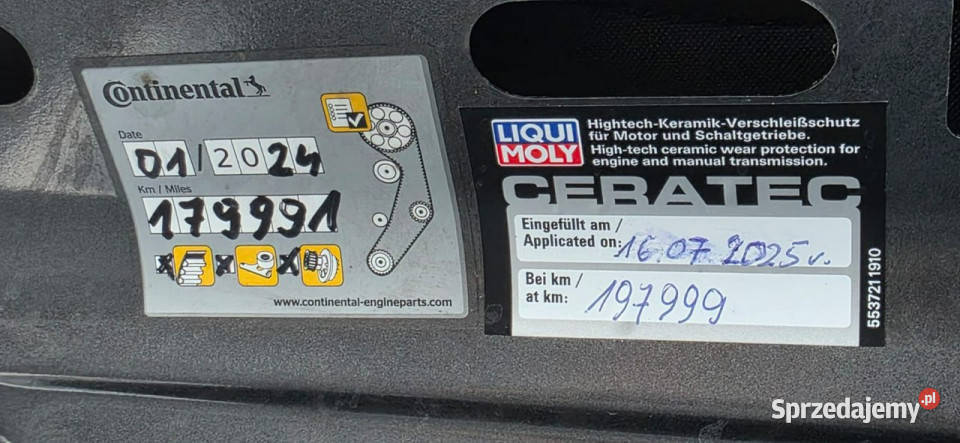 Continental
Date
01/2024
Km / Miles
179991
www.continental-engineparts.com
LIQUI
MOLY
Hightech-Keramik-Verschleißschutz
für Motor und Schaltgetriebe.
High-tech ceramic wear protection for
engine and manual transmission.
CERATEC
Eingefüllt am /
Applicated on: 16.07.2025 r.
Bei km /
at km: 197999
5537211910
Sprzedajemy.pl